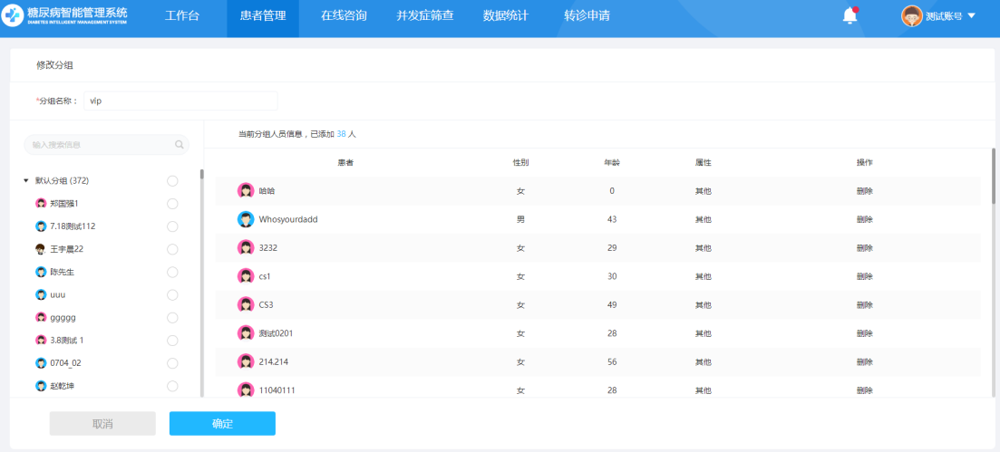 糖尿病智能管理系统
DIABETES INTELLIGENT MANAGEMENT SYSTEM
工作台 患者管理 在线咨询 并发症筛查 数据统计 转诊申请 测试账号
修改分组
*分组名称： vip
输入搜索信息
当前分组人员信息，已添加 38 人
默认分组 (372)
郑国强1
7.18测试112
王宇晨22
陈先生
uuu
ggggg
3.8测试 1
0704_02
赵乾坤
患者 性别 年龄 属性 操作
哈哈 女 0 其他 删除
Whosyourdadd 男 43 其他 删除
3232 女 29 其他 删除
cs1 女 30 其他 删除
CS3 女 49 其他 删除
测试0201 女 28 其他 删除
214.214 女 56 其他 删除
11040111 女 28 其他 删除
取消 确定